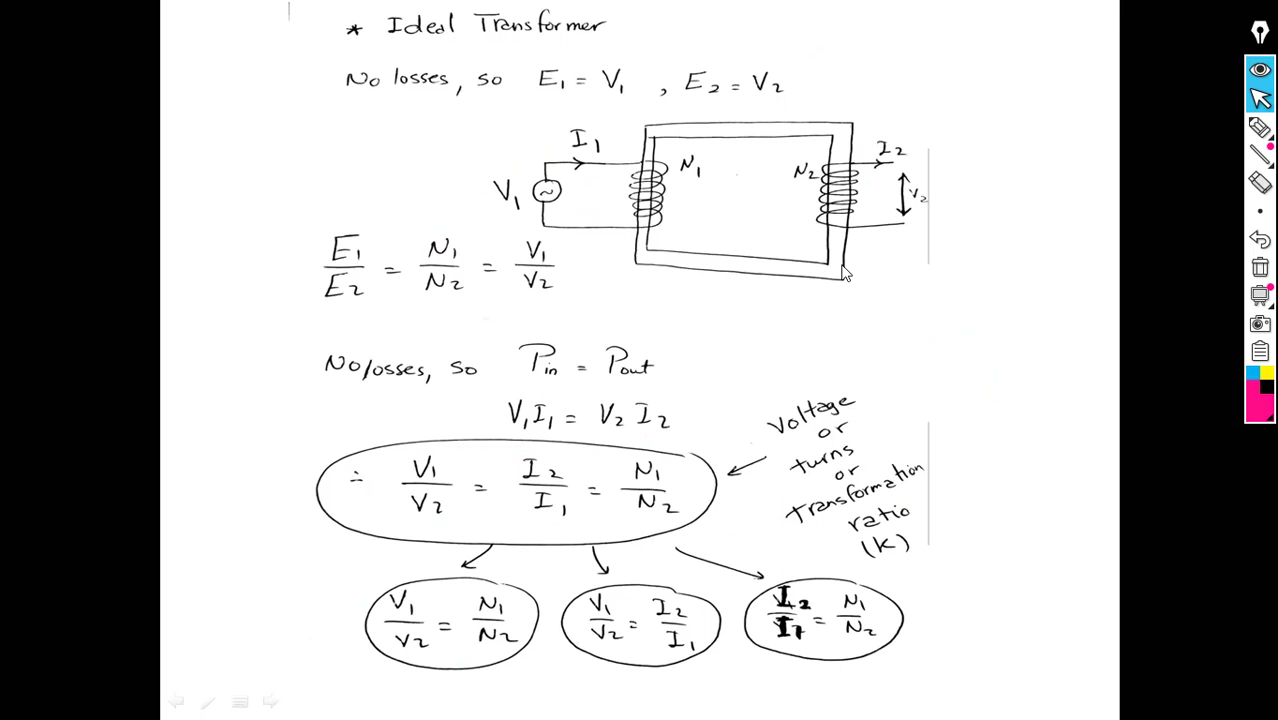 * Ideal Transformer
No losses, so E₁ = V₁ , E₂ = V₂
I₁
N₁
N₂
I₂
V₁
~
V₂
E₁/E₂ = N₁/N₂ = V₁/V₂
No losses, so Pin = Pout
V₁I₁ = V₂ I₂
∴ V₁/V₂ = I₂/I₁ = N₁/N₂
Voltage
or
turns
or
Transformation
ratio
(K)
V₁/V₂ = N₁/N₂
V₁/V₂ = I₂/I₁
I₂/I₁ = N₁/N₂